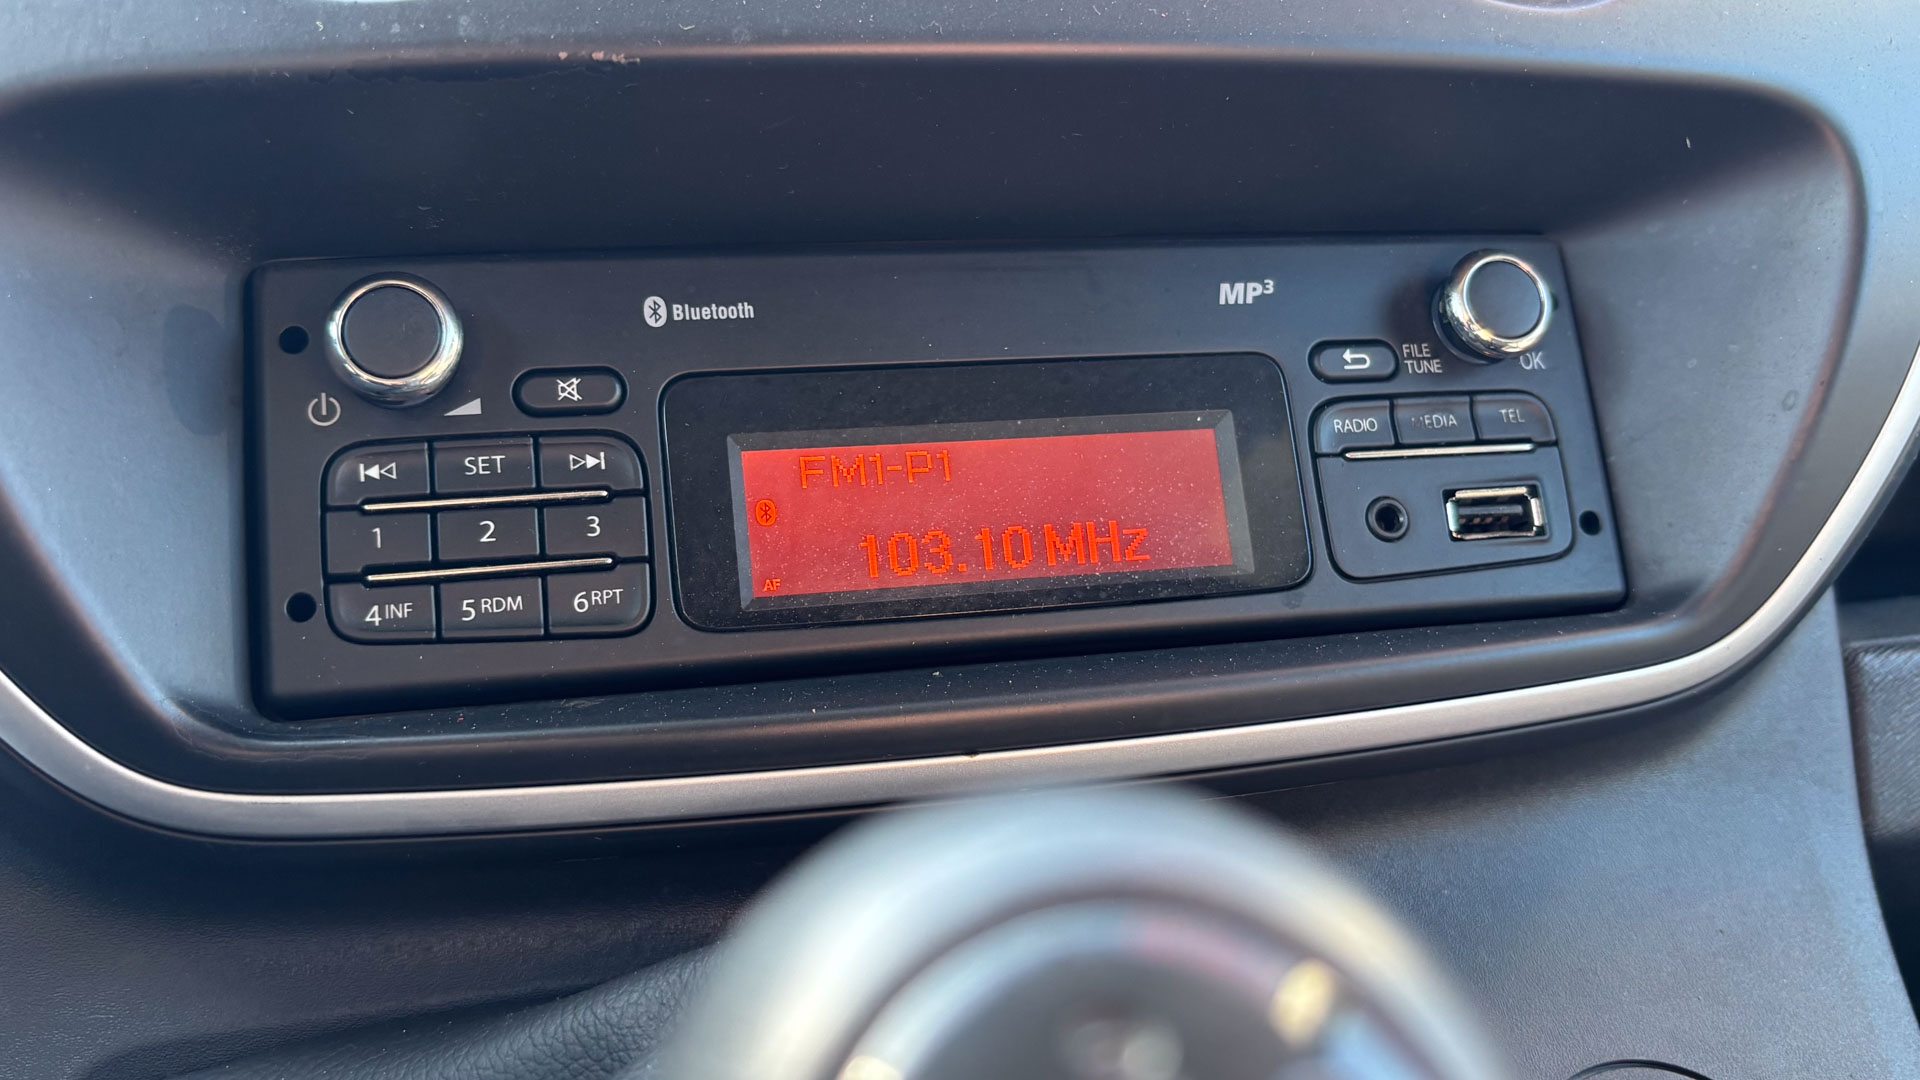 Bluetooth
MP3
FILE
TUNE
OK
SET
1 2 3
4 INF 5 RDM 6 RPT
FM1-P1
103.10 MHz
AF
RADIO MEDIA TEL